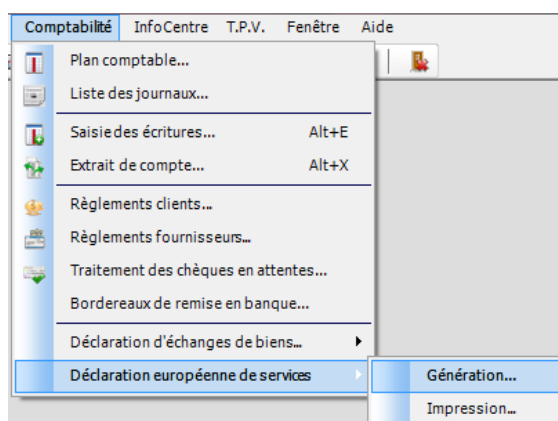 Comptabilité InfoCentre T.P.V. Fenêtre Aide
Plan comptable...
Liste des journaux...
Saisie des écritures... Alt+E
Extrait de compte... Alt+X
Règlements clients...
Règlements fournisseurs...
Traitement des chèques en attentes...
Bordereaux de remise en banque...
Déclaration d'échanges de biens...
Déclaration européenne de services
Génération...
Impression...